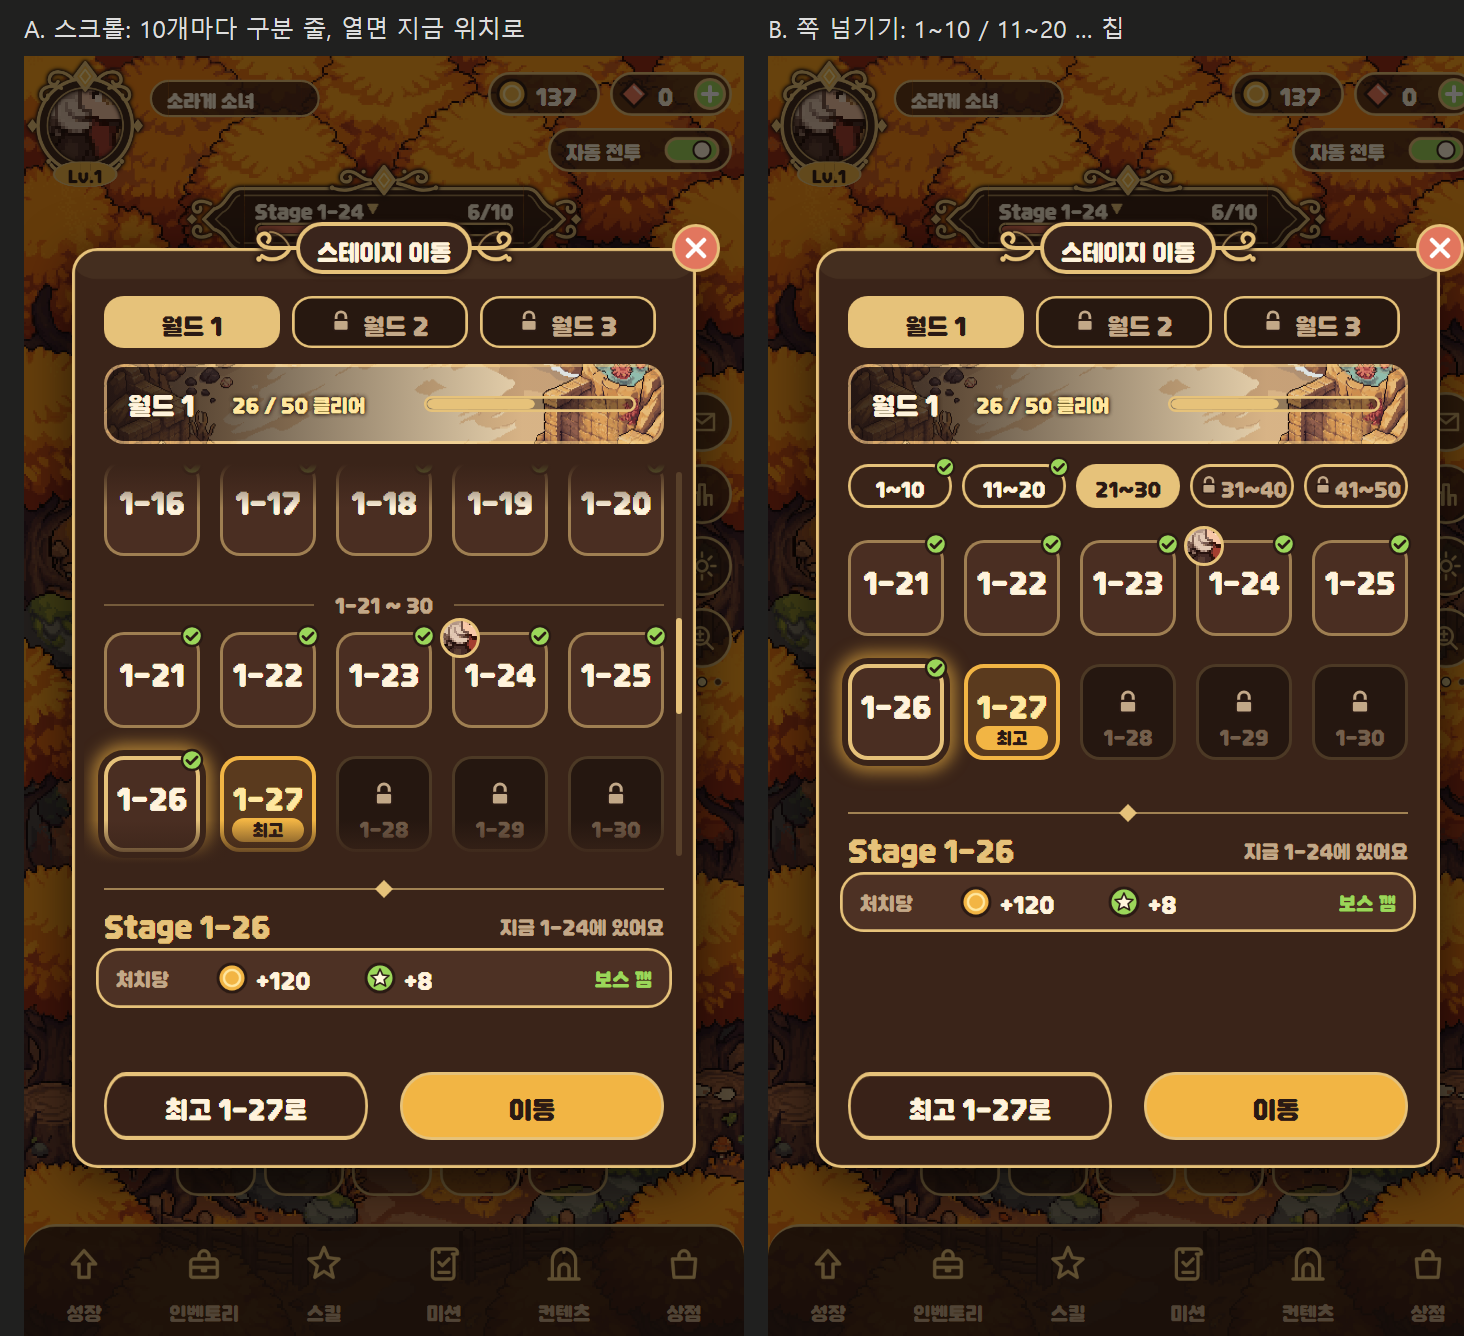 A. 스크롤: 10개마다 구분 줄, 열면 지금 위치로
소라게 소녀
137
0
자동 전투
Lv.1
Stage 1-24
6/10
스테이지 이동
월드 1
월드 2
월드 3
월드 1
26 / 50 클리어
1-16
1-17
1-18
1-19
1-20
1-21 ~ 30
1-21
1-22
1-23
1-24
1-25
1-26
1-27
최고
1-28
1-29
1-30
Stage 1-26
지금 1-24에 있어요
처치당
+120
+8
보스 깸
최고 1-27로
이동
성장
인벤토리
스킬
미션
컨텐츠
상점
B. 쪽 넘기기: 1~10 / 11~20 ... 칩
소라게 소녀
137
0
자동 전투
Lv.1
Stage 1-24
6/10
스테이지 이동
월드 1
월드 2
월드 3
월드 1
26 / 50 클리어
1~10
11~20
21~30
31~40
41~50
1-21
1-22
1-23
1-24
1-25
1-26
1-27
최고
1-28
1-29
1-30
Stage 1-26
지금 1-24에 있어요
처치당
+120
+8
보스 깸
최고 1-27로
이동
성장
인벤토리
스킬
미션
컨텐츠
상점